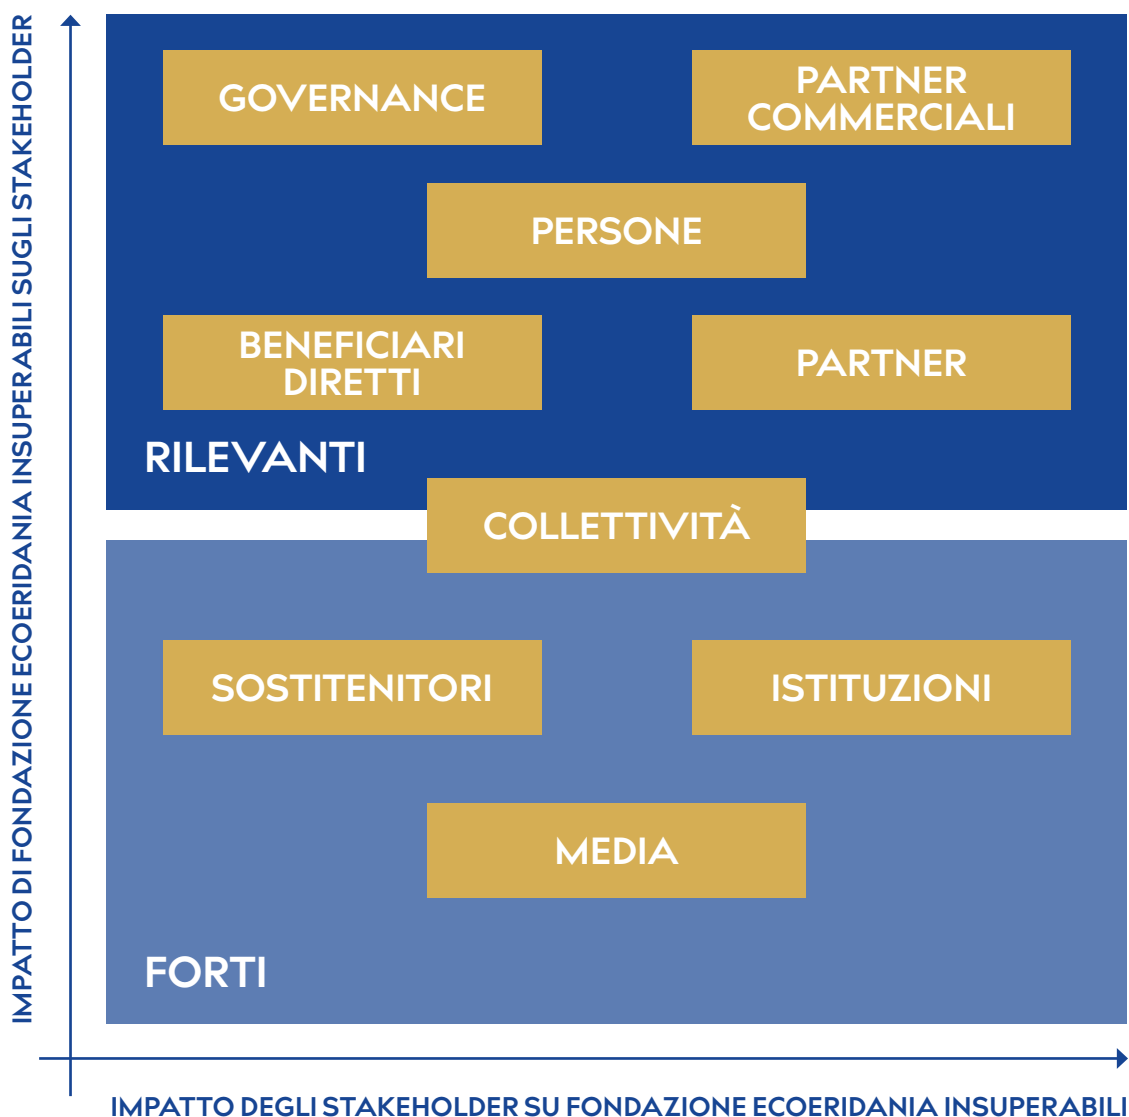 IMPATTO DI FONDAZIONE ECOERIDANIA INSUPERABILI SUGLI STAKEHOLDER
GOVERNANCE
PARTNER
COMMERCIALI
PERSONE
BENEFICIARI
DIRETTI
PARTNER
RILEVANTI
COLLETTIVITÀ
SOSTITENITORI
ISTITUZIONI
MEDIA
FORTI
IMPATTO DEGLI STAKEHOLDER SU FONDAZIONE ECOERIDANIA INSUPERABILI